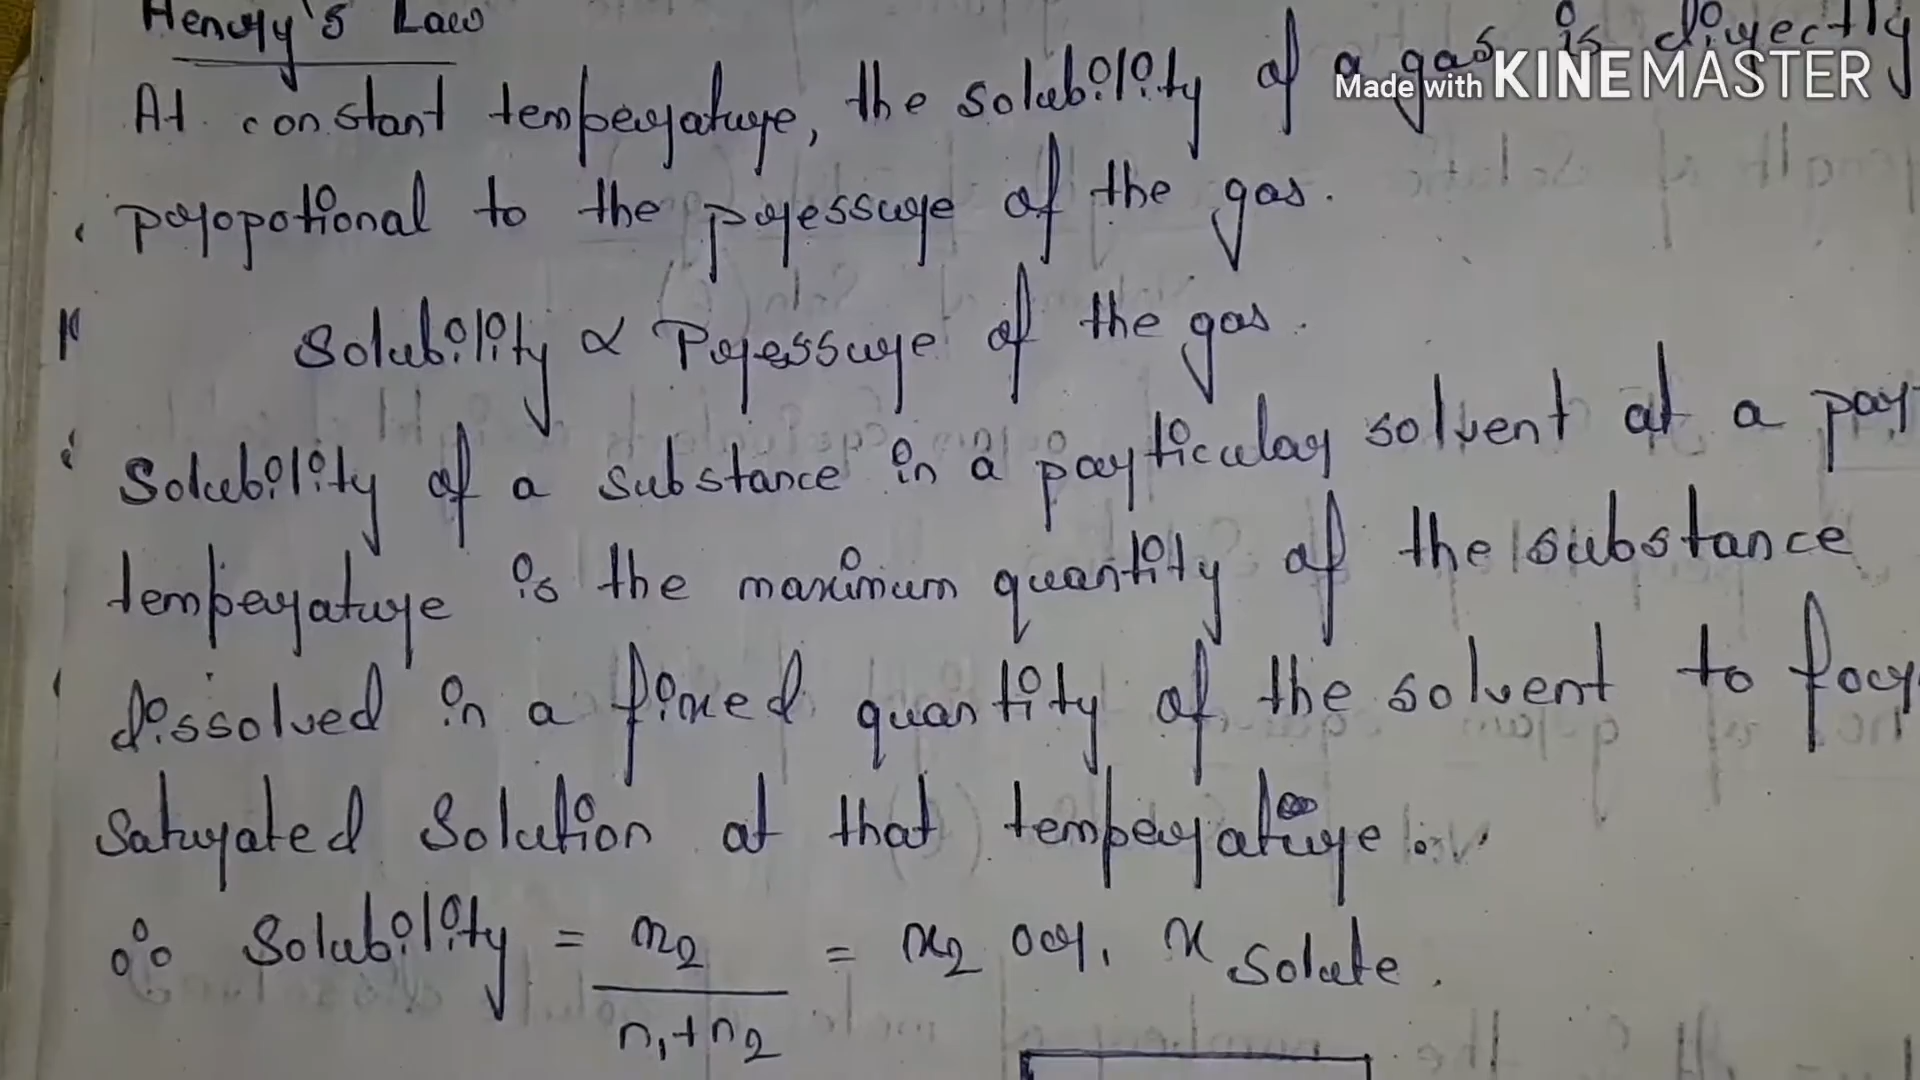 Henry's Law
At constant temperature, the solubility of a gas is directly
Made with KINEMASTER
propotional to the pressure of the gas.
Solubility ∝ Pressure of the gas.
Solubility of a substance in a particular solvent at a par
temperature is the maximum quantity of the substance
dissolved in a fixed quantity of the solvent to for
saturated solution at that temperature.
∴ Solubility = n2 / n1+n2 = x2 or, x solute.